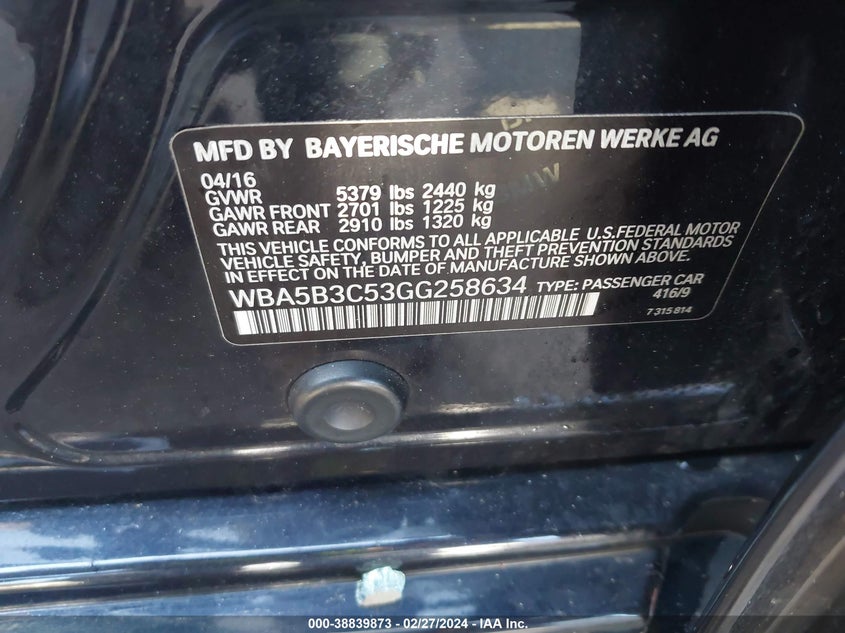 MFD BY BAYERISCHE MOTOREN WERKE AG
04/16
GVWR 5379 lbs 2440 kg
GAWR FRONT 2701 lbs 1225 kg
GAWR REAR 2910 lbs 1320 kg
THIS VEHICLE CONFORMS TO ALL APPLICABLE U.S.FEDERAL MOTOR
VEHICLE SAFETY, BUMPER AND THEFT PREVENTION STANDARDS
IN EFFECT ON THE DATE OF MANUFACTURE SHOWN ABOVE.
WBA5B3C53GG258634 TYPE: PASSENGER CAR
416/9
7 315 814
000-38839873 / 02/27/2024 / IAA Inc.